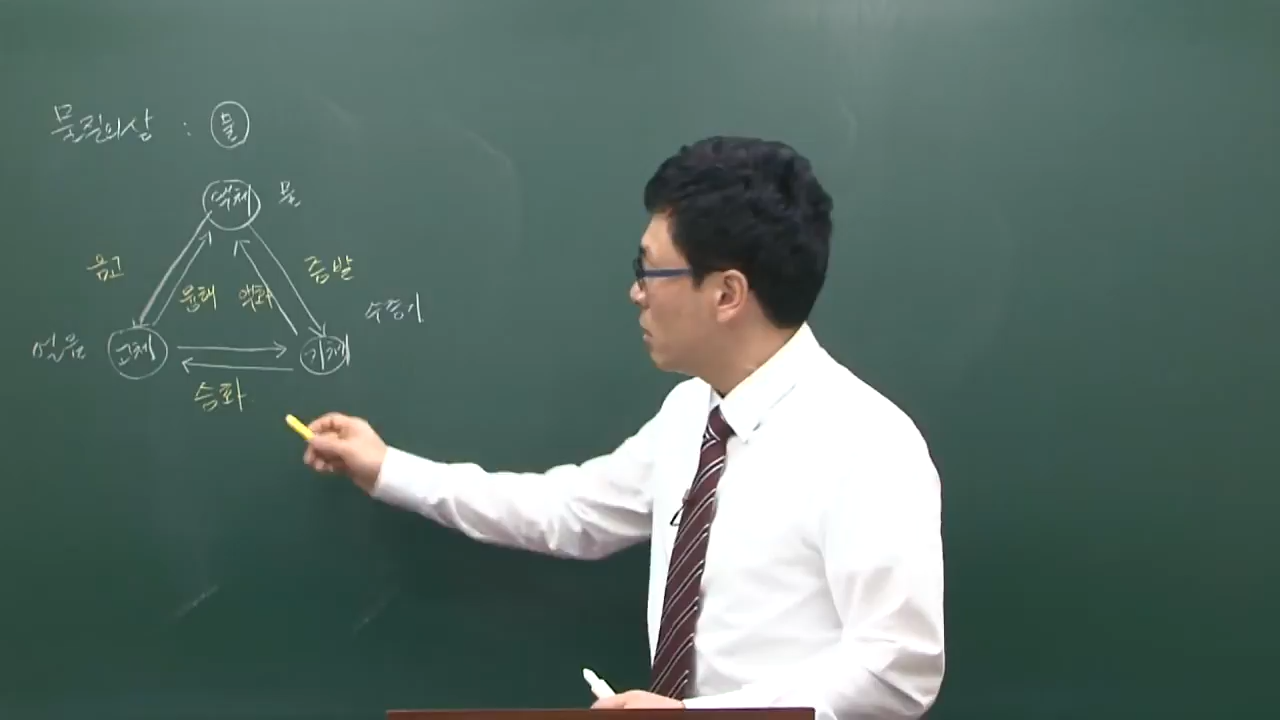 물질의 상 : 물
액체 물
응고 융해 액화 증발
수증기
얼음 고체 기체
승화